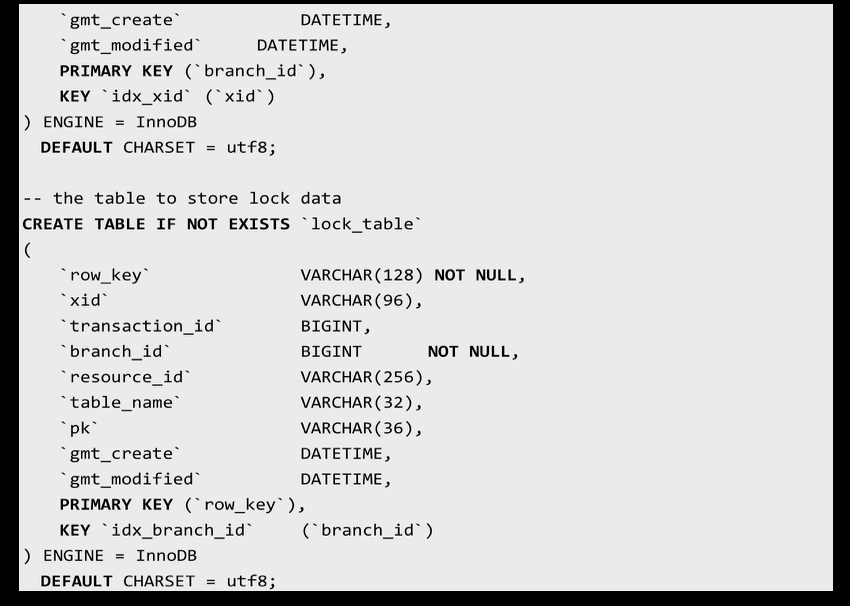 `gmt_create` DATETIME,
`gmt_modified` DATETIME,
PRIMARY KEY (`branch_id`),
KEY `idx_xid` (`xid`)
) ENGINE = InnoDB
DEFAULT CHARSET = utf8;
-- the table to store lock data
CREATE TABLE IF NOT EXISTS `lock_table`
(
`row_key` VARCHAR(128) NOT NULL,
`xid` VARCHAR(96),
`transaction_id` BIGINT,
`branch_id` BIGINT NOT NULL,
`resource_id` VARCHAR(256),
`table_name` VARCHAR(32),
`pk` VARCHAR(36),
`gmt_create` DATETIME,
`gmt_modified` DATETIME,
PRIMARY KEY (`row_key`),
KEY `idx_branch_id` (`branch_id`)
) ENGINE = InnoDB
DEFAULT CHARSET = utf8;